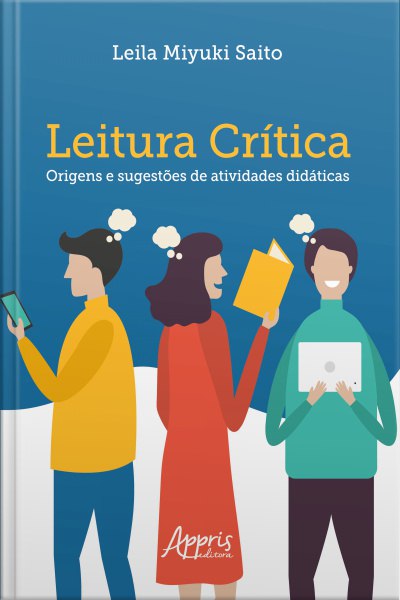 Leila Miyuki Saito
Leitura Crítica
Origens e sugestões de atividades didáticas
Appris
editora